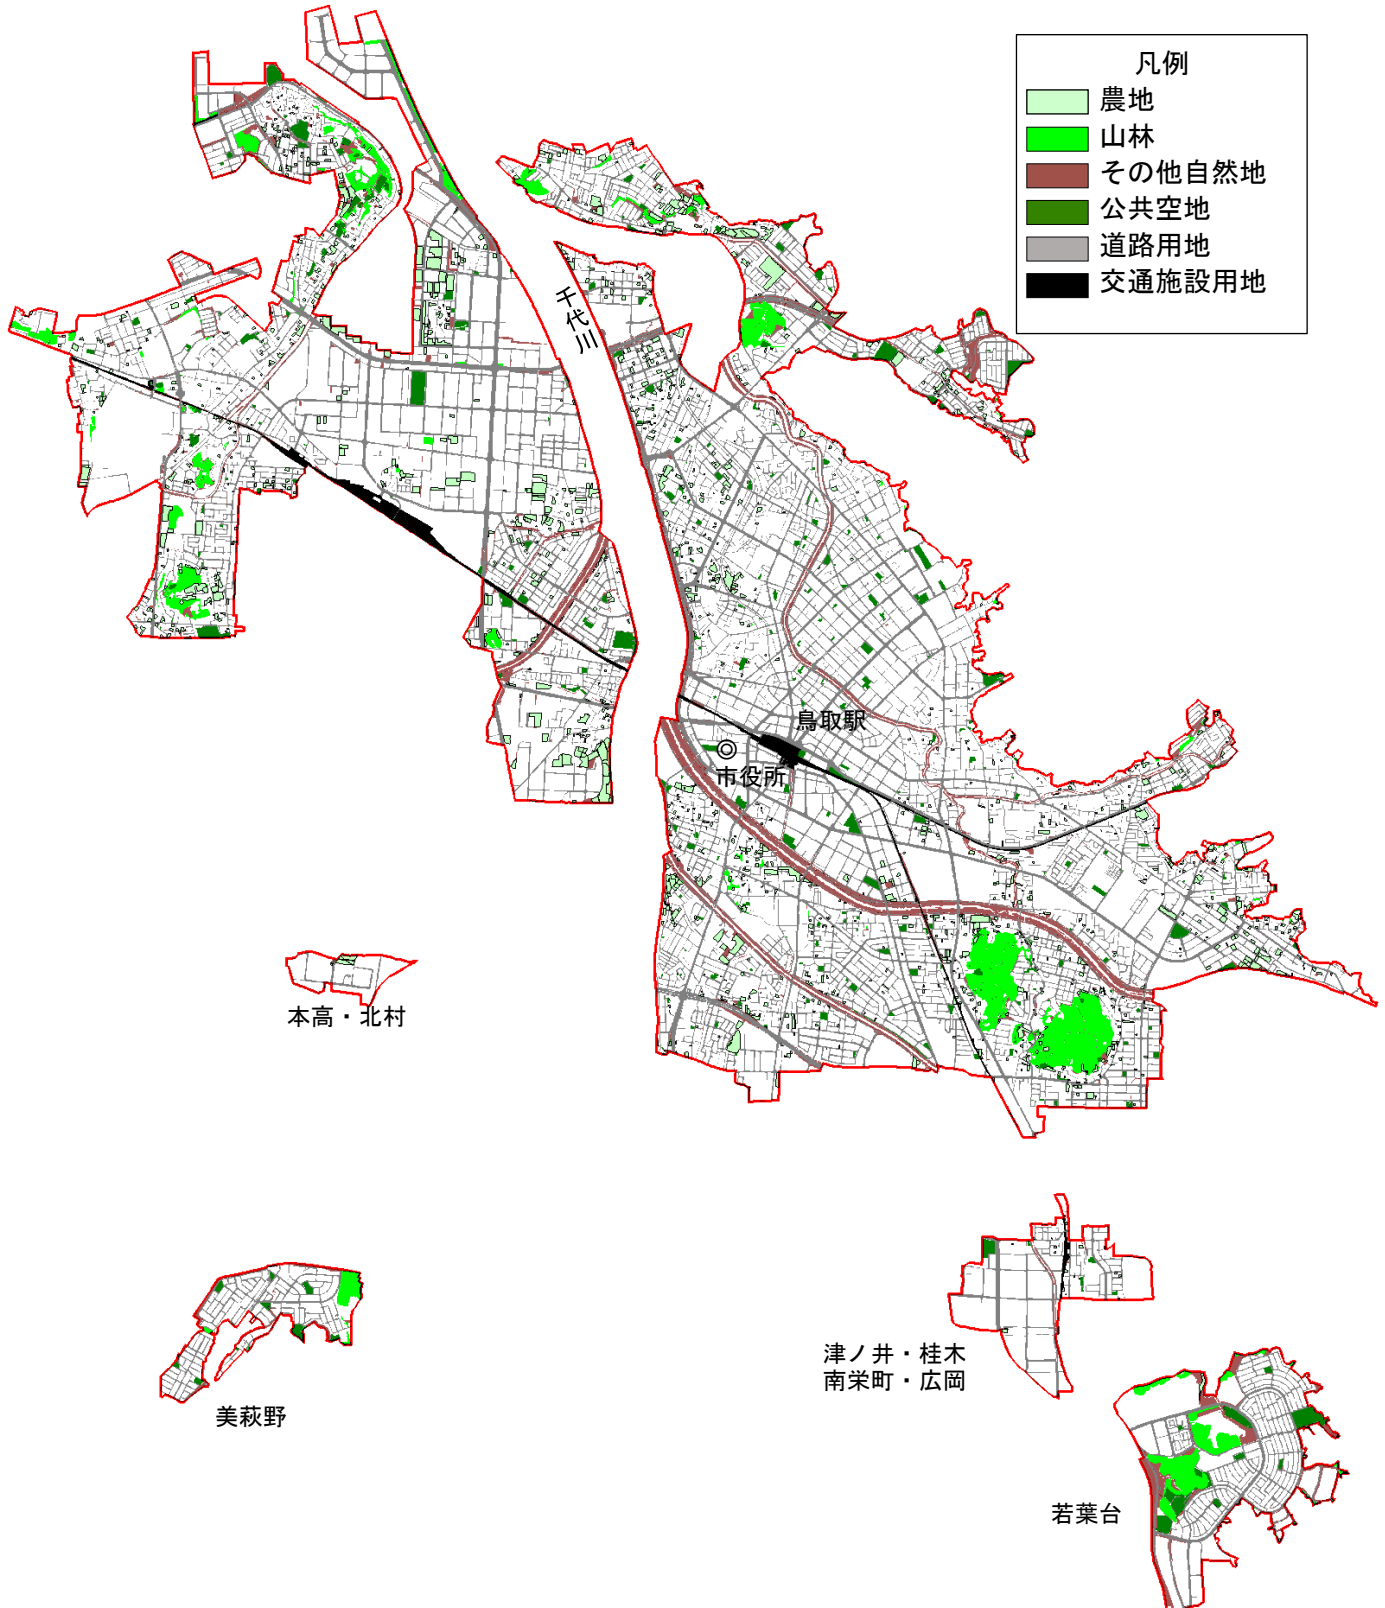 凡例
農地
山林
その他自然地
公共空地
道路用地
交通施設用地
千代川
鳥取駅
市役所
本高・北村
津ノ井・桂木
南栄町・広岡
美萩野
若葉台